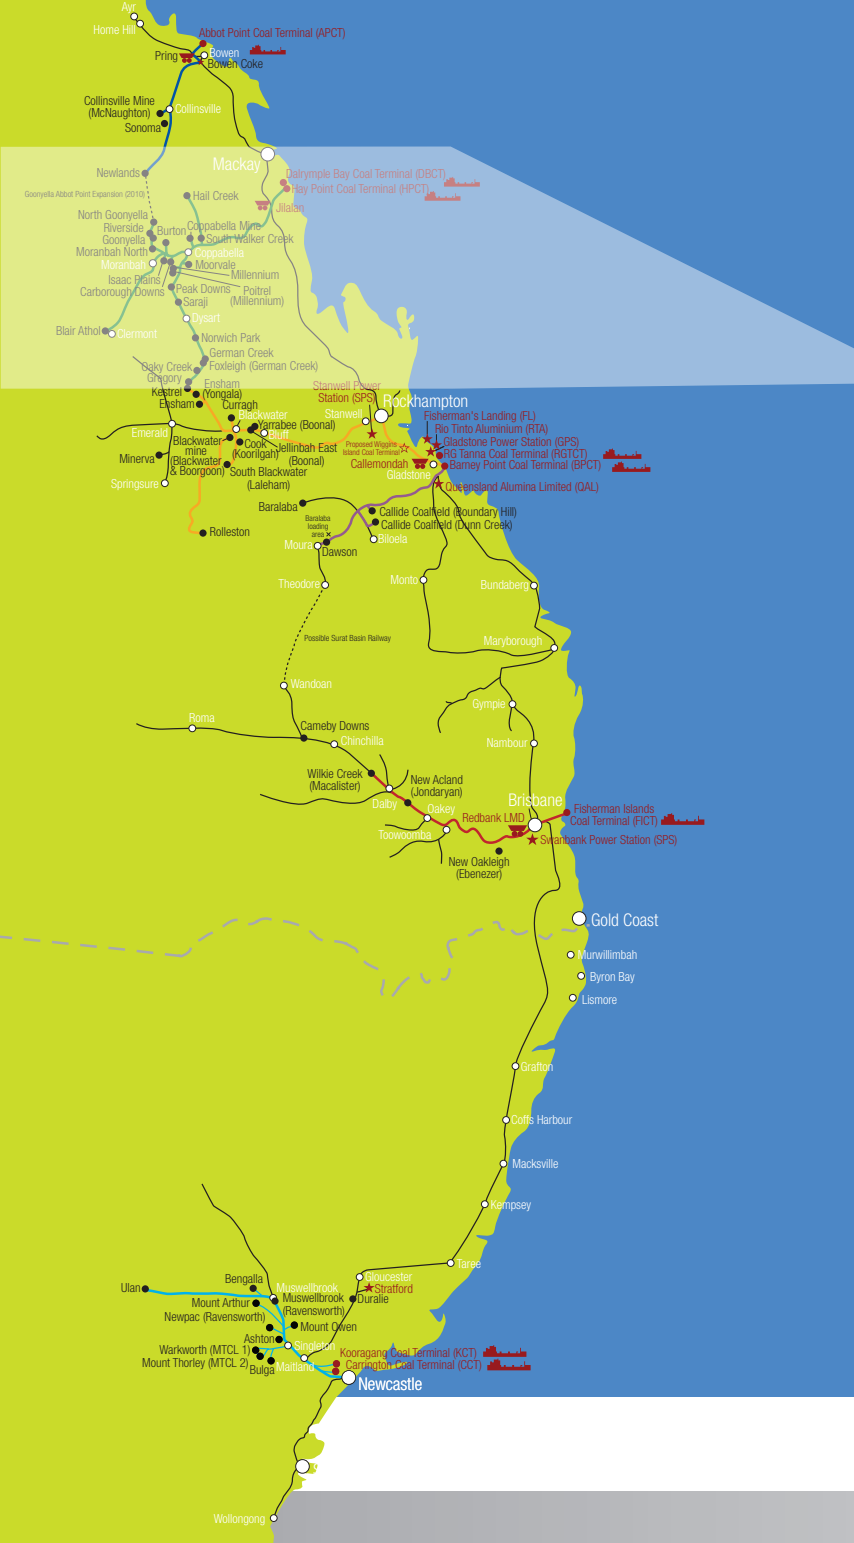 Ayr
Home Hill
Abbot Point Coal Terminal (APCT)
Pring
Bowen
Bowen Coke
Collinsville Mine
(McNaughton)
Collinsville
Sonoma
Mackay
Newlands
Dalrymple Bay Coal Terminal (DBCT)
Hay Point Coal Terminal (HPCT)
Goonyella Abbot Point Expansion (2010)
Hail Creek
Jilalan
North Goonyella
Riverside
Goonyella
Burton
Coppabella Mine
South Walker Creek
Moranbah North
Coppabella
Moranbah
Moorvale
Isaac Plains
Millennium
Carborough Downs
Peak Downs
Poitrel
(Millennium)
Saraji
Dysart
Blair Athol
Clermont
Norwich Park
German Creek
Oaky Creek
Foxleigh (German Creek)
Gregory
Ensham
(Yongala)
Kestrel
Ensham
Stanwell Power
Station (SPS)
Rockhampton
Curragh
Blackwater
Stanwell
Fisherman's Landing (FL)
Yarrabee (Boonal)
Rio Tinto Aluminium (RTA)
Emerald
Bluff
Blackwater
mine
(Blackwater
& Boorgoon)
Cook
(Koorilgah)
Jellinbah East
(Boonal)
Proposed Wiggins
Island Coal Terminal
Gladstone Power Station (GPS)
RG Tanna Coal Terminal (RGTCT)
Minerva
Callemondah
Barney Point Coal Terminal (BPCT)
Gladstone
South Blackwater
(Laleham)
Springsure
Queensland Alumina Limited (QAL)
Baralaba
Callide Coalfield (Boundary Hill)
Baralaba
loading
area
Callide Coalfield (Dunn Creek)
Rolleston
Biloela
Moura
Dawson
Theodore
Monto
Bundaberg
Possible Surat Basin Railway
Maryborough
Wandoan
Gympie
Roma
Cameby Downs
Chinchilla
Nambour
Wilkie Creek
(Macalister)
New Acland
(Jondaryan)
Dalby
Oakey
Brisbane
Fisherman Islands
Coal Terminal (FICT)
Redbank LMD
Toowoomba
Swanbank Power Station (SPS)
New Oakleigh
(Ebenezer)
Gold Coast
Murwillimbah
Byron Bay
Lismore
Grafton
Coffs Harbour
Macksville
Kempsey
Taree
Gloucester
Stratford
Duralie
Ulan
Bengalla
Muswellbrook
Mount Arthur
Muswellbrook
(Ravensworth)
Newpac (Ravensworth)
Mount Owen
Ashton
Singleton
Warkworth (MTCL 1)
Mount Thorley (MTCL 2)
Bulga
Maitland
Kooragang Coal Terminal (KCT)
Carrington Coal Terminal (CCT)
Newcastle
Wollongong